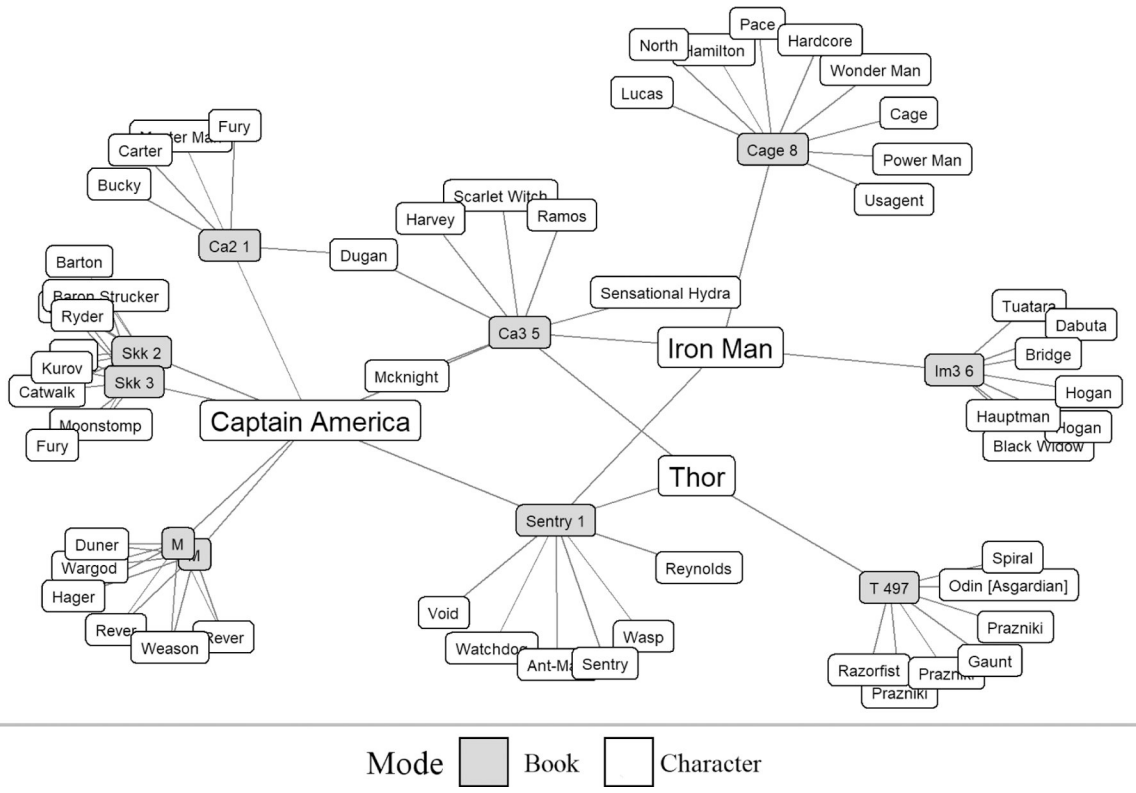 Pace
North
Hamilton
Hardcore
Wonder Man
Lucas
Cage
Cage 8
Power Man
Usagent
Fury
Carter
Bucky
Ca2 1
Dugan
Scarlet Witch
Harvey
Ramos
Barton
Baron Strucker
Ryder
Sensational Hydra
Ca3 5
Iron Man
Tuatara
Dabuta
Bridge
Im3 6
Hogan
Hauptman
Hogan
Black Widow
Skk 2
Kurov
Skk 3
Catwalk
Mcknight
Captain America
Moonstomp
Fury
Thor
Sentry 1
Duner
M
M
Wargod
Hager
Rever
Rever
Weason
Void
Watchdog
Ant-Ma
Sentry
Wasp
Reynolds
Spiral
T 497
Odin [Asgardian]
Prazniki
Gaunt
Razorfist
Prazniki
Prazniki
Mode Book Character